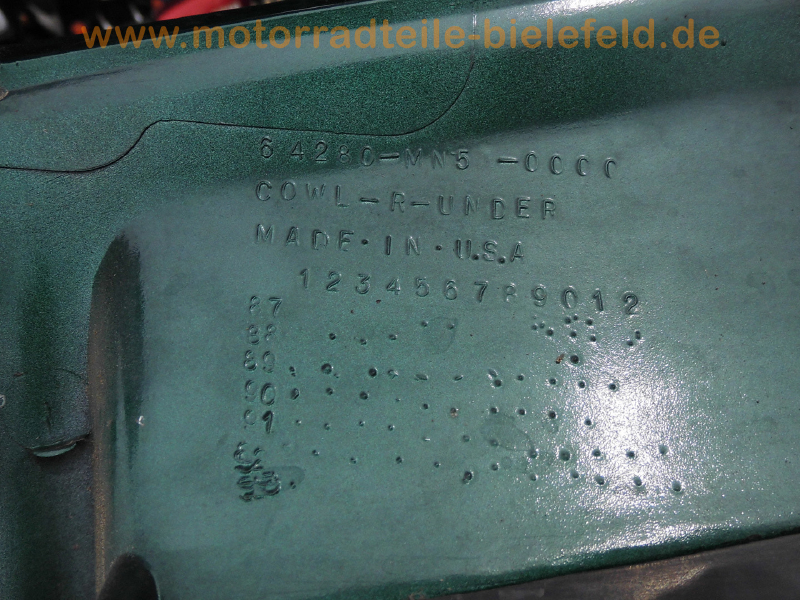 www.motorradteile-bielefeld.de
64280-MN5-0000
COWL-R-UNDER
MADE·IN·U.S.A
123456789012
87
88
89
90
91